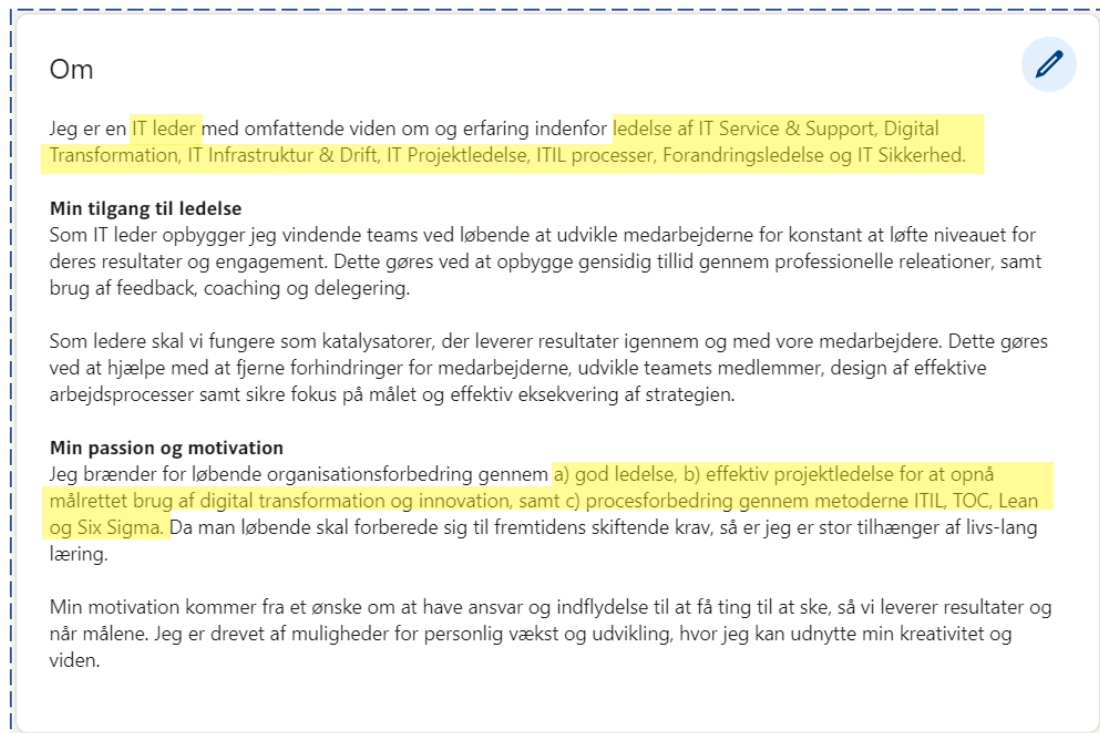 Om
Jeg er en IT leder med omfattende viden om og erfaring indenfor ledelse af IT Service & Support, Digital
Transformation, IT Infrastruktur & Drift, IT Projektledelse, ITIL processer, Forandringsledelse og IT Sikkerhed.
Min tilgang til ledelse
Som IT leder opbygger jeg vindende teams ved løbende at udvikle medarbejderne for konstant at løfte niveauet for
deres resultater og engagement. Dette gøres ved at opbygge gensidig tillid gennem professionelle releationer, samt
brug af feedback, coaching og delegering.
Som ledere skal vi fungere som katalysatorer, der leverer resultater igennem og med vore medarbejdere. Dette gøres
ved at hjælpe med at fjerne forhindringer for medarbejderne, udvikle teamets medlemmer, design af effektive
arbejdsprocesser samt sikre fokus på målet og effektiv eksekvering af strategien.
Min passion og motivation
Jeg brænder for løbende organisationsforbedring gennem a) god ledelse, b) effektiv projektledelse for at opnå
målrettet brug af digital transformation og innovation, samt c) procesforbedring gennem metoderne ITIL, TOC, Lean
og Six Sigma. Da man løbende skal forberede sig til fremtidens skiftende krav, så er jeg er stor tilhænger af livs-lang
læring.
Min motivation kommer fra et ønske om at have ansvar og indflydelse til at få ting til at ske, så vi leverer resultater og
når målene. Jeg er drevet af muligheder for personlig vækst og udvikling, hvor jeg kan udnytte min kreativitet og
viden.